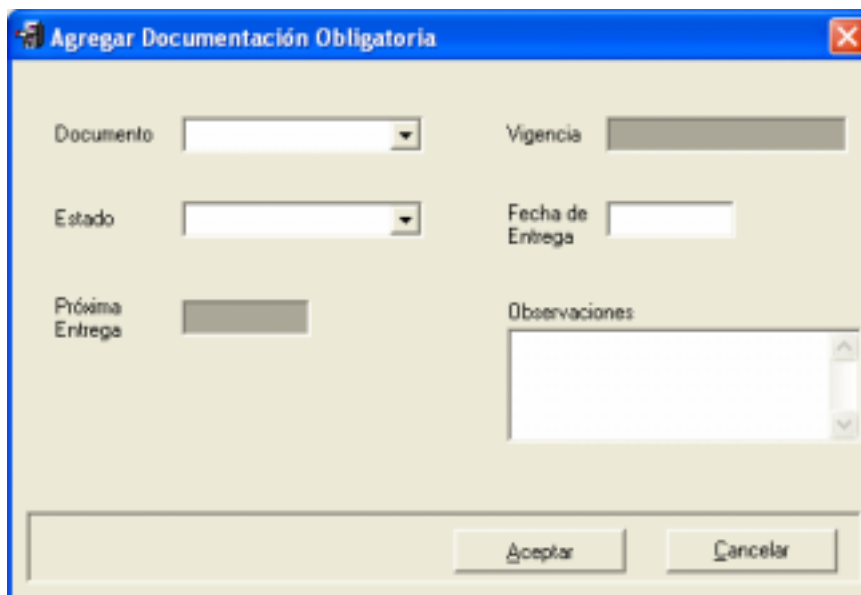 Agregar Documentación Obligatoria
Documento
Vigencia
Estado
Fecha de
Entrega
Próxima
Entrega
Observaciones
Aceptar
Cancelar